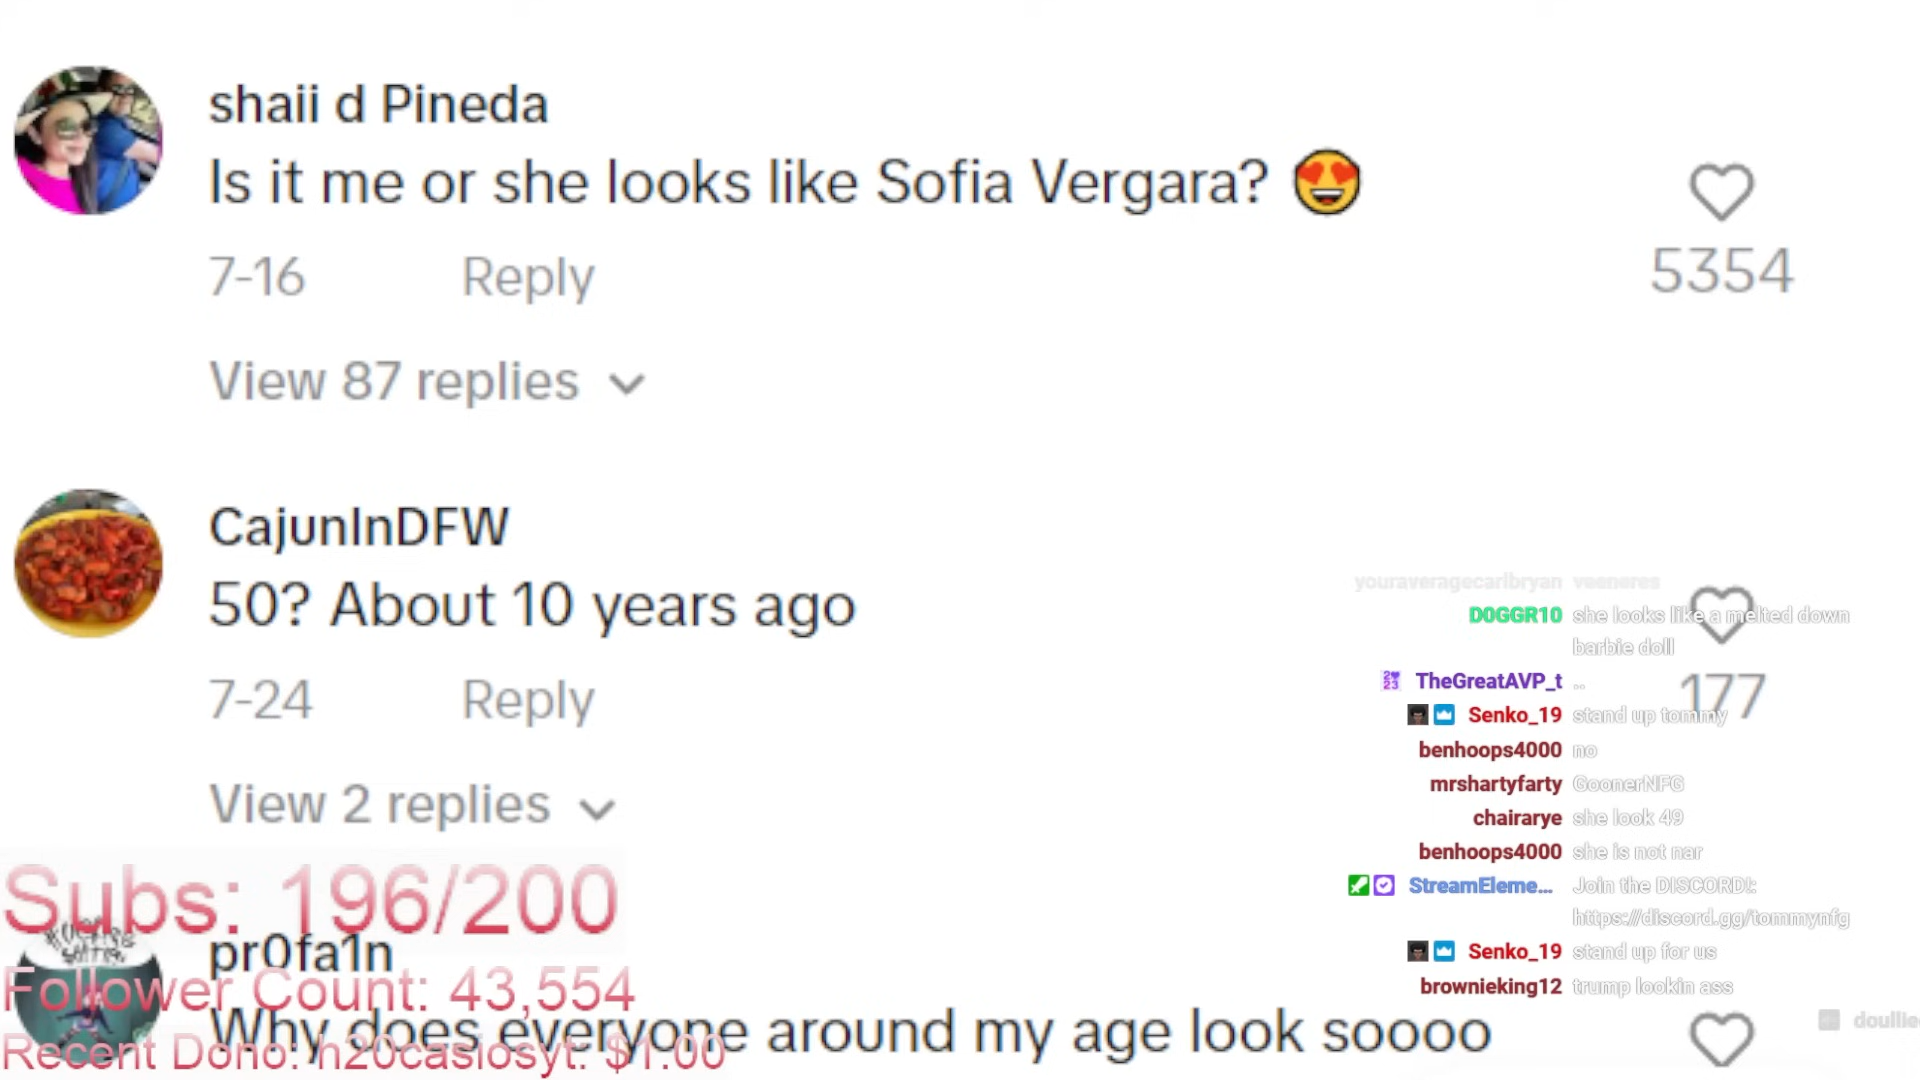 shaii d Pineda
Is it me or she looks like Sofia Vergara? 😍
7-16 Reply
5354
View 87 replies
CajunInDFW
50? About 10 years ago
7-24 Reply
177
View 2 replies
pr0fa1n
Why does everyone around my age look soooo
Subs: 196/200
Follower Count: 43,554
Recent Dono: n20casiosyt: $1.00
youraveragecarlbryan veeneres
D0GGR10 she looks like a melted down
barbie doll
TheGreatAVP_t ..
Senko_19 stand up tommy
benhoops4000 no
mrshartyfarty GoonerNFG
chairarye she look 49
benhoops4000 she is not nar
StreamEleme... Join the DISCORD!:
https://discord.gg/tommynfg
Senko_19 stand up for us
brownieking12 trump lookin ass